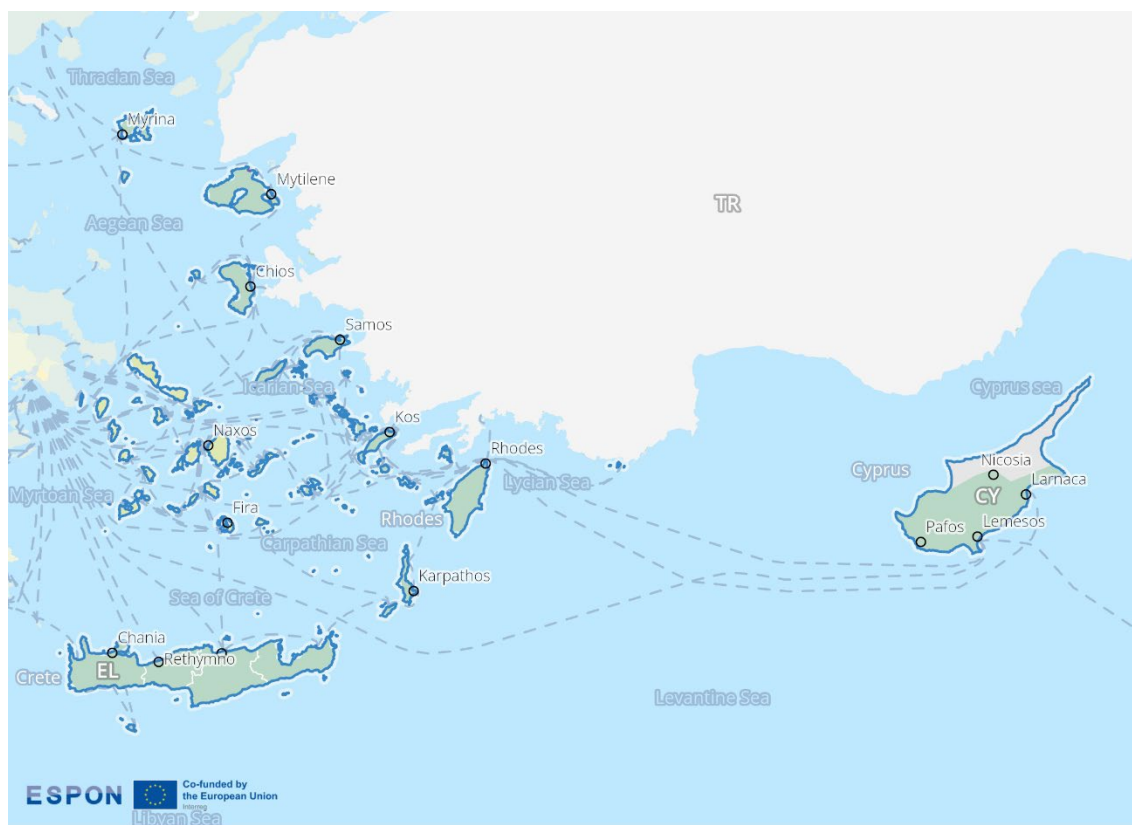 Thracian Sea
Myrina
Mytilene
TR
Aegean Sea
Chios
Samos
Icarian Sea
Cyprus sea
Kos
Naxos
Rhodes
Nicosia
Cyprus
Lycian Sea
Larnaca
Myrtoan Sea
CY
Fira
Rhodes
Pafos
Lemesos
Carpathian Sea
Karpathos
Sea of Crete
Chania
Rethymno
EL
Crete
Levantine Sea
ESPON
Co-funded by
the European Union
Interreg
Libyan Sea